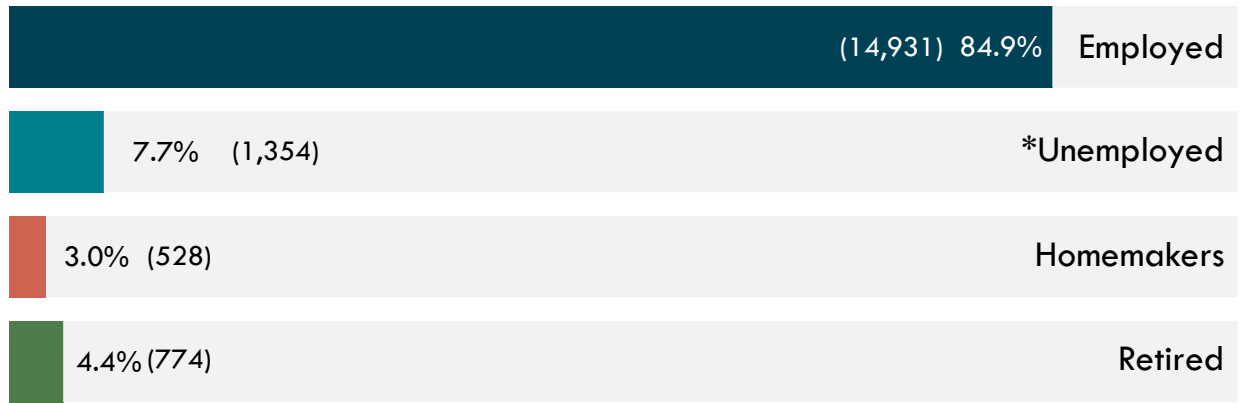 (14,931) 84.9% Employed
7.7% (1,354) *Unemployed
3.0% (528) Homemakers
4.4% (774) Retired